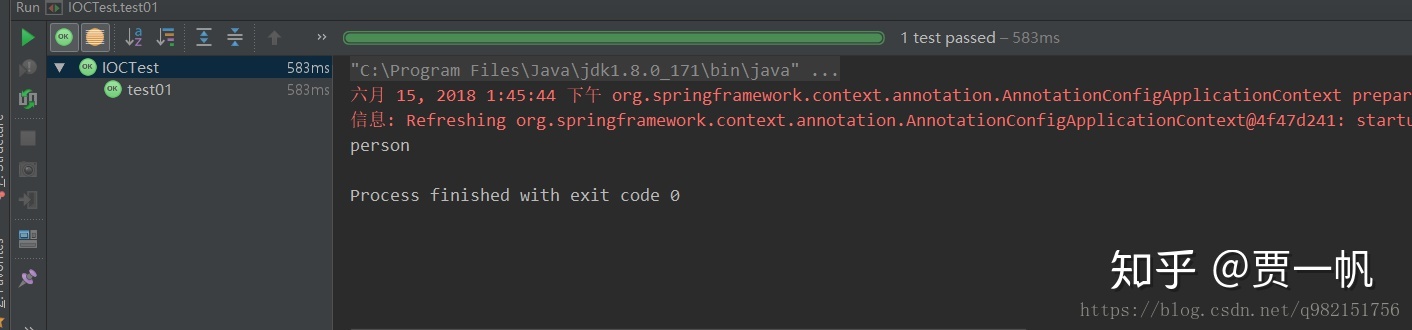 Run IOCTest.test01
1 test passed – 583ms
IOCTest 583ms
test01 583ms
"C:\Program Files\Java\jdk1.8.0_171\bin\java" ...
六月 15, 2018 1:45:44 下午 org.springframework.context.annotation.AnnotationConfigApplicationContext prepar
信息: Refreshing org.springframework.context.annotation.AnnotationConfigApplicationContext@4f47d241: startu
person
Process finished with exit code 0
Z: Structure
2: Favorites
知乎 @贾一帆
https://blog.csdn.net/q982151756